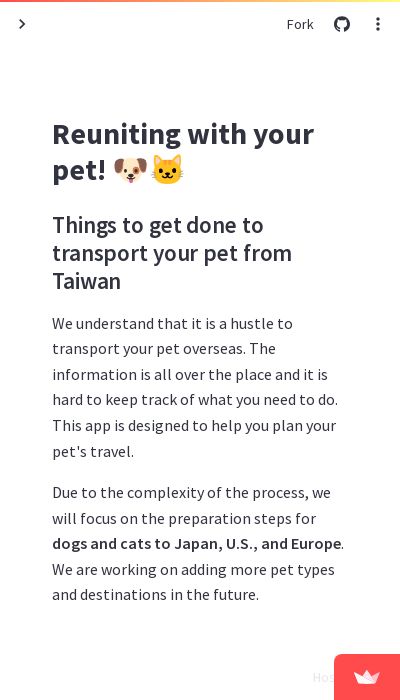 Fork
Reuniting with your
pet! 🐶🐱
Things to get done to
transport your pet from
Taiwan
We understand that it is a hustle to
transport your pet overseas. The
information is all over the place and it is
hard to keep track of what you need to do.
This app is designed to help you plan your
pet's travel.
Due to the complexity of the process, we
will focus on the preparation steps for
dogs and cats to Japan, U.S., and Europe.
We are working on adding more pet types
and destinations in the future.